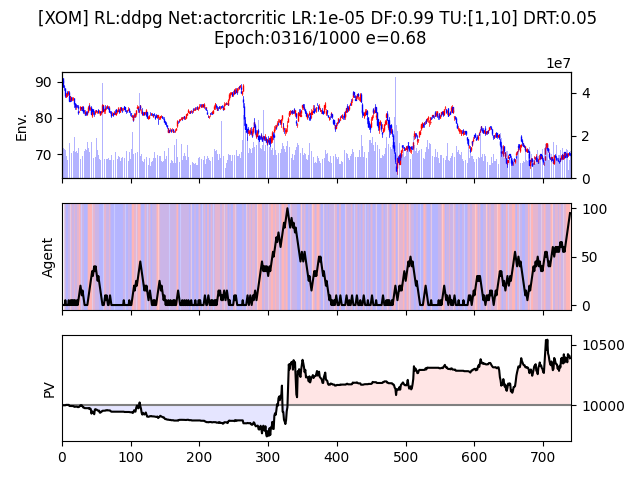 [XOM] RL:ddpg Net:actorcritic LR:1e-05 DF:0.99 TU:[1,10] DRT:0.05
Epoch:0316/1000 e=0.68
1e7
90
80
70
Env.
4
2
0
Agent
100
50
0
PV
10500
10000
0 100 200 300 400 500 600 700